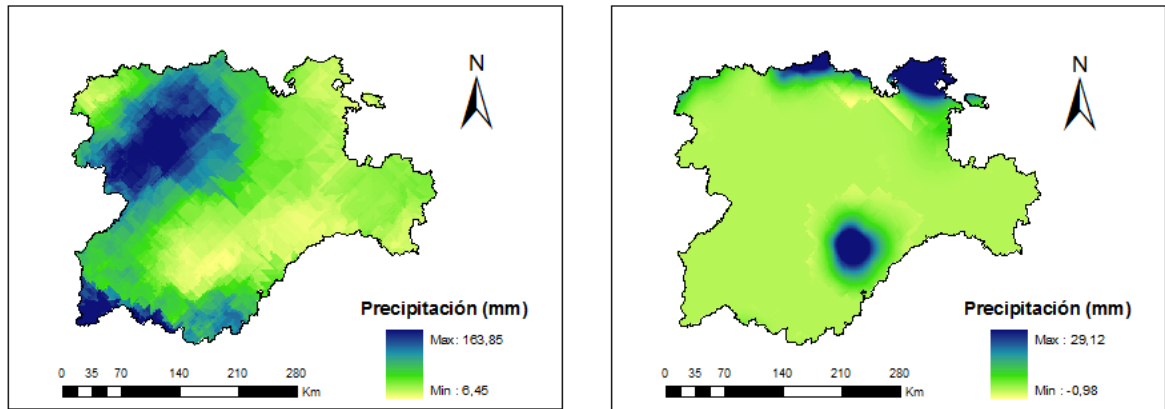 N
Precipitación (mm)
Max : 163,85
Min : 6,45
0 35 70 140 210 280
Km
N
Precipitación (mm)
Max : 29,12
Min : -0,98
0 35 70 140 210 280
Km